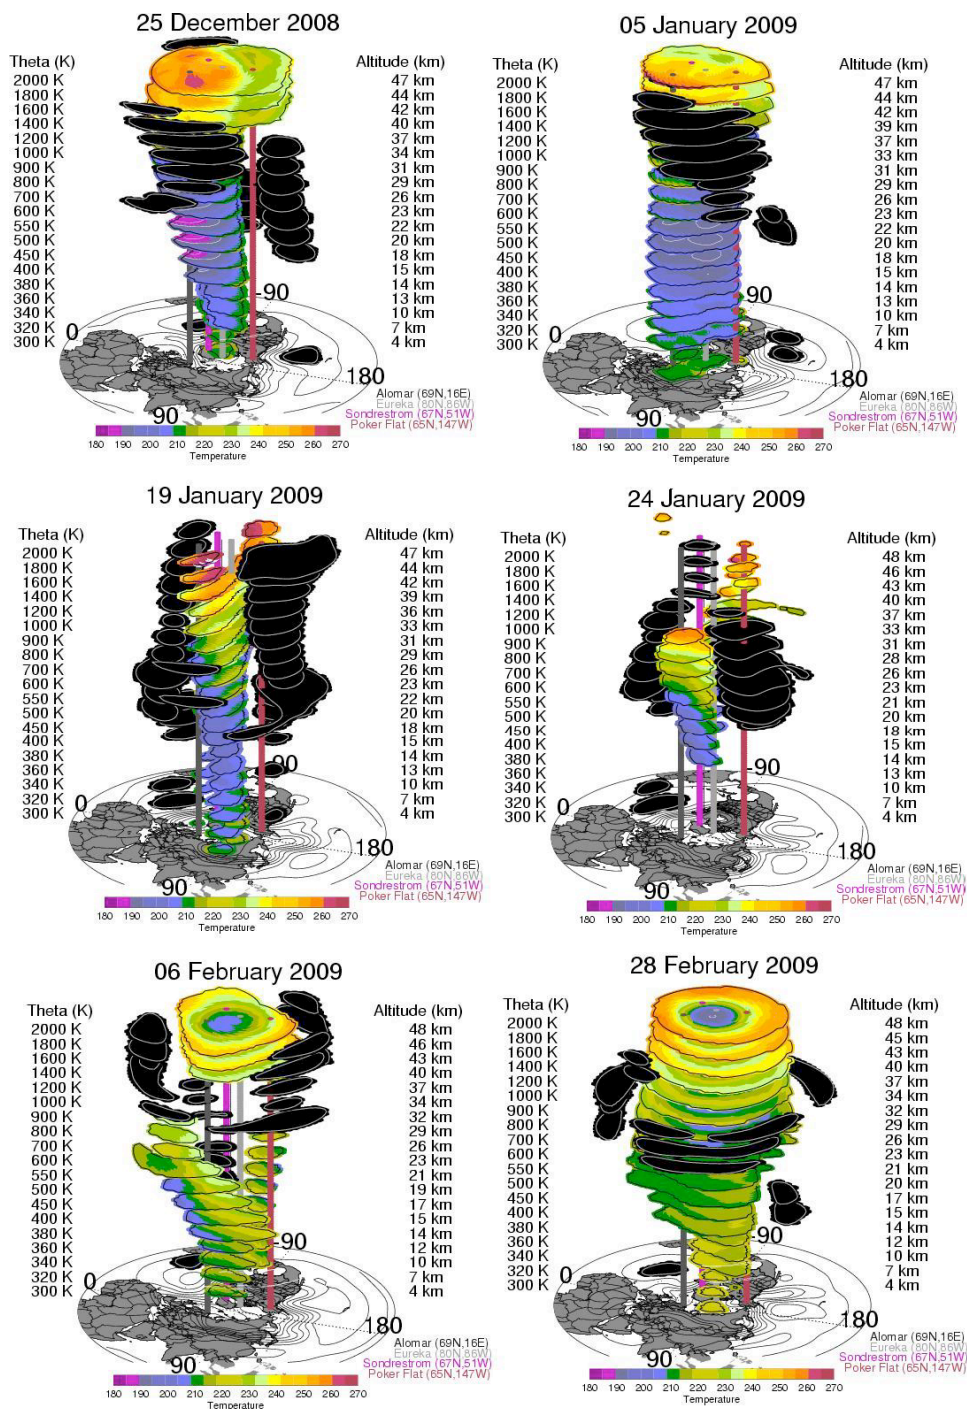 25 December 2008
Theta (K)
Altitude (km)
2000 K
47 km
1800 K
44 km
1600 K
42 km
1400 K
40 km
1200 K
37 km
1000 K
34 km
900 K
31 km
800 K
29 km
700 K
26 km
600 K
23 km
550 K
22 km
500 K
20 km
450 K
18 km
400 K
15 km
380 K
14 km
360 K
13 km
340 K
10 km
320 K
7 km
300 K
4 km
-90
0
180
90
Alomar (69N,16E)
Eureka (80N,86W)
Sondrestrom (67N,51W)
Poker Flat (65N,147W)
180 190 200 210 220 230 240 250 260 270
Temperature
05 January 2009
Theta (K)
Altitude (km)
2000 K
47 km
1800 K
44 km
1600 K
42 km
1400 K
39 km
1200 K
37 km
1000 K
33 km
900 K
31 km
800 K
29 km
700 K
26 km
600 K
23 km
550 K
22 km
500 K
20 km
450 K
18 km
400 K
15 km
380 K
14 km
360 K
13 km
340 K
10 km
320 K
7 km
300 K
4 km
90
0
180
90
Alomar (69N,16E)
Eureka (80N,86W)
Sondrestrom (67N,51W)
Poker Flat (65N,147W)
180 190 200 210 220 230 240 250 260 270
Temperature
19 January 2009
Theta (K)
Altitude (km)
2000 K
47 km
1800 K
44 km
1600 K
42 km
1400 K
39 km
1200 K
36 km
1000 K
33 km
900 K
31 km
800 K
29 km
700 K
26 km
600 K
23 km
550 K
22 km
500 K
20 km
450 K
18 km
400 K
15 km
380 K
14 km
360 K
13 km
340 K
10 km
320 K
7 km
300 K
4 km
90
0
180
90
Alomar (69N,16E)
Eureka (80N,86W)
Sondrestrom (67N,51W)
Poker Flat (65N,147W)
180 190 200 210 220 230 240 250 260 270
Temperature
24 January 2009
Theta (K)
Altitude (km)
2000 K
48 km
1800 K
46 km
1600 K
43 km
1400 K
40 km
1200 K
37 km
1000 K
33 km
900 K
31 km
800 K
28 km
700 K
26 km
600 K
23 km
550 K
21 km
500 K
20 km
450 K
18 km
400 K
15 km
380 K
14 km
360 K
13 km
340 K
10 km
320 K
7 km
300 K
4 km
-90
0
180
90
Alomar (69N,16E)
Eureka (80N,86W)
Sondrestrom (67N,51W)
Poker Flat (65N,147W)
180 190 200 210 220 230 240 250 260 270
Temperature
06 February 2009
Theta (K)
Altitude (km)
2000 K
48 km
1800 K
46 km
1600 K
43 km
1400 K
40 km
1200 K
37 km
1000 K
34 km
900 K
32 km
800 K
29 km
700 K
26 km
600 K
23 km
550 K
21 km
500 K
19 km
450 K
17 km
400 K
15 km
380 K
14 km
360 K
12 km
340 K
10 km
320 K
7 km
300 K
4 km
-90
0
180
90
Alomar (69N,16E)
Eureka (80N,86W)
Sondrestrom (67N,51W)
Poker Flat (65N,147W)
180 190 200 210 220 230 240 250 260 270
Temperature
28 February 2009
Theta (K)
Altitude (km)
2000 K
48 km
1800 K
45 km
1600 K
43 km
1400 K
40 km
1200 K
37 km
1000 K
34 km
900 K
32 km
800 K
29 km
700 K
26 km
600 K
23 km
550 K
21 km
500 K
20 km
450 K
17 km
400 K
15 km
380 K
14 km
360 K
12 km
340 K
10 km
320 K
7 km
300 K
4 km
-90
0
180
90
Alomar (69N,16E)
Eureka (80N,86W)
Sondrestrom (67N,51W)
Poker Flat (65N,147W)
180 190 200 210 220 230 240 250 260 270
Temperature